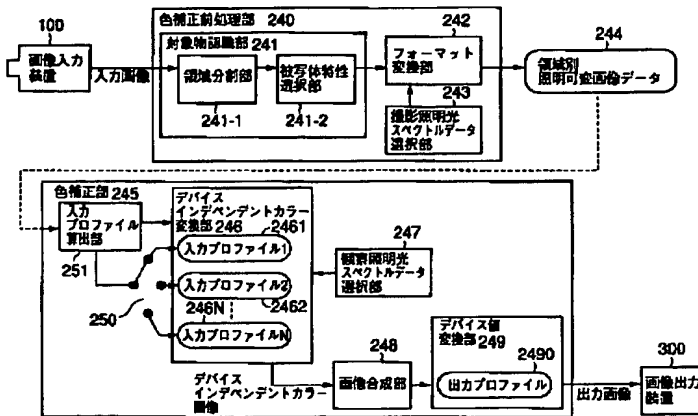 100
画像入力
装置
入力画像
色補正前処理部 240
対象物認識部 241
領域分割部
241-1
被写体特性
選択部
241-2
242
フォーマット
変換部
243
撮影照明光
スペクトルデータ
選択部
244
領域別
照明可変画像データ
色補正部 245
入力
プロファイル
算出部
251
250
デバイス
インデペンデントカラー
変換部 246
2461
入力プロファイル1
入力プロファイル2
2462
246N
入力プロファイルN
247
観察照明光
スペクトルデータ
選択部
デバイス
インデペンデントカラー
画像
248
画像合成部
デバイス値
変換部 249
2490
出力プロファイル
出力画像
300
画像出力
装置